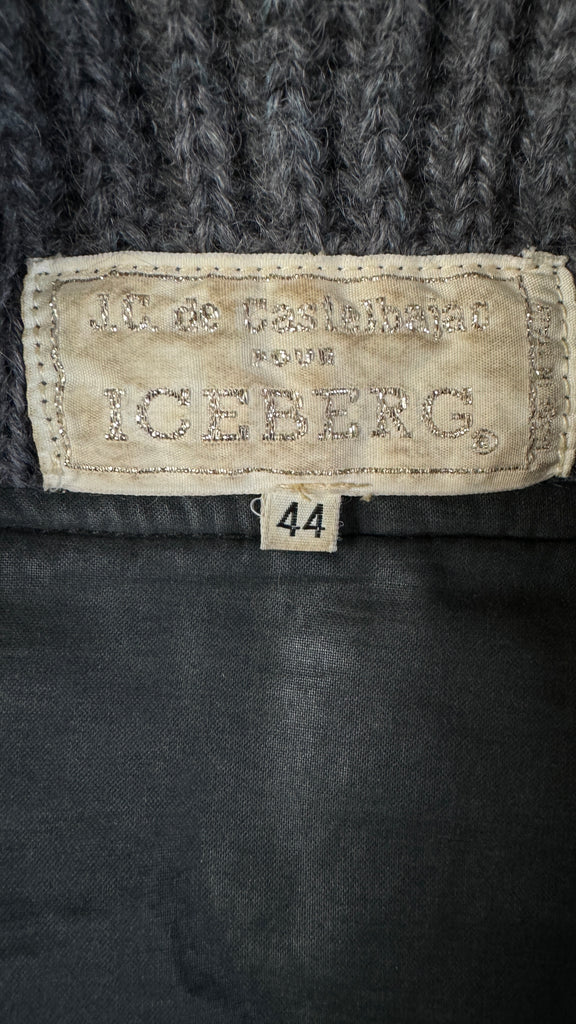 J.C. de Castelbajac
POUR
ICEBERG®
44